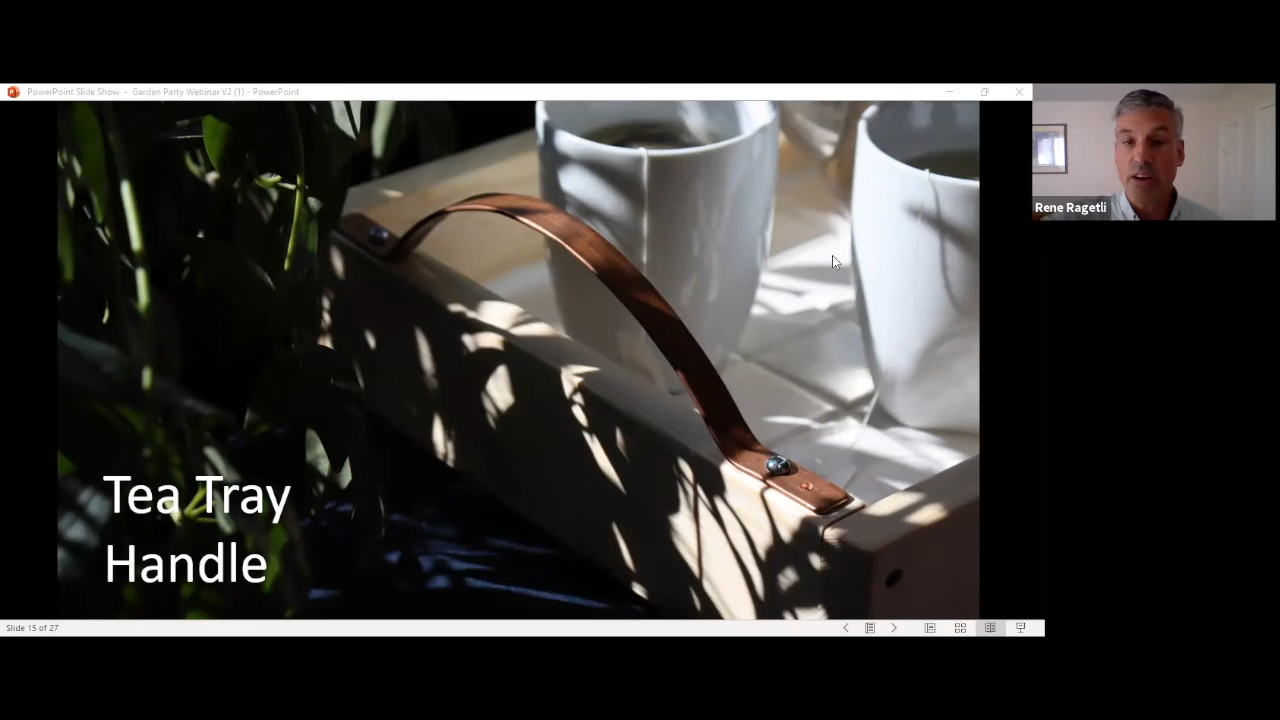 PowerPoint Slide Show - Garden Party Webinar V2 (1) - PowerPoint
Rene Ragetli
Tea Tray
Handle
Slide 15 of 27